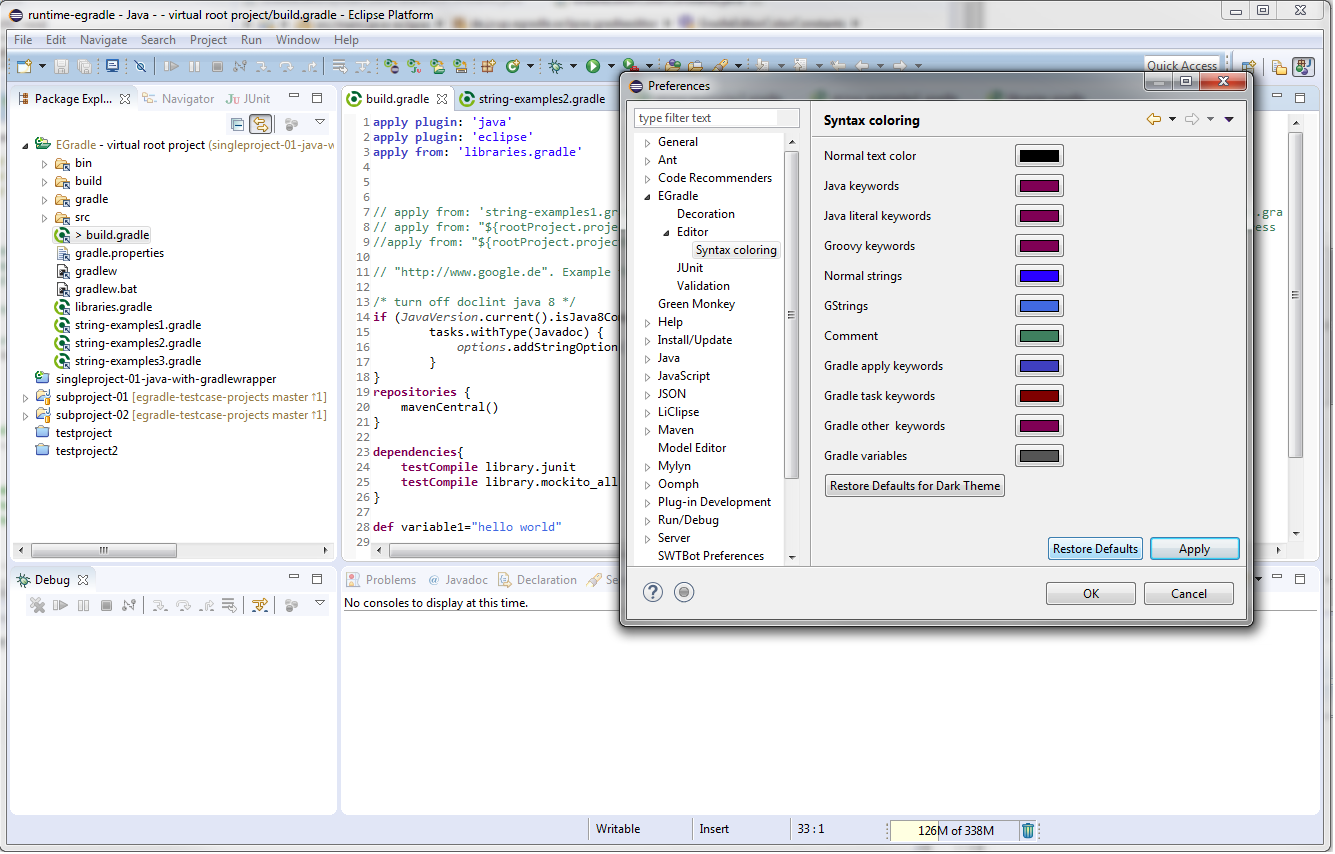 runtime-egradle - Java - - virtual root project/build.gradle - Eclipse Platform
File Edit Navigate Search Project Run Window Help
Quick Access
Package Expl... Navigator JUnit
EGradle - virtual root project (singleproject-01-java-w
bin
build
gradle
src
> build.gradle
gradle.properties
gradlew
gradlew.bat
libraries.gradle
string-examples1.gradle
string-examples2.gradle
string-examples3.gradle
singleproject-01-java-with-gradlewrapper
subproject-01 [egradle-testcase-projects master ↑1]
subproject-02 [egradle-testcase-projects master ↑1]
testproject
testproject2
build.gradle string-examples2.gradle
1 apply plugin: 'java'
2 apply plugin: 'eclipse'
3 apply from: 'libraries.gradle'
4
5
6
7 // apply from: 'string-examples1.gr
8 // apply from: "${rootProject.proje
9 //apply from: "${rootProject.projec
10
11 // "http://www.google.de". Example
12
13 /* turn off doclint java 8 */
14 if (JavaVersion.current().isJava8Co
15 tasks.withType(Javadoc) {
16 options.addStringOption
17 }
18 }
19 repositories {
20 mavenCentral()
21 }
22
23 dependencies{
24 testCompile library.junit
25 testCompile library.mockito_all
26 }
27
28 def variable1="hello world"
29
.gra
ess
Preferences
type filter text
General
Ant
Code Recommenders
EGradle
Decoration
Editor
Syntax coloring
JUnit
Validation
Green Monkey
Help
Install/Update
Java
JavaScript
JSON
LiClipse
Maven
Model Editor
Mylyn
Oomph
Plug-in Development
Run/Debug
Server
SWTBot Preferences
Syntax coloring
Normal text color
Java keywords
Java literal keywords
Groovy keywords
Normal strings
GStrings
Comment
Gradle apply keywords
Gradle task keywords
Gradle other keywords
Gradle variables
Restore Defaults for Dark Theme
Restore Defaults Apply
OK Cancel
Debug
Problems @ Javadoc Declaration Se
No consoles to display at this time.
Writable Insert 33 : 1 126M of 338M